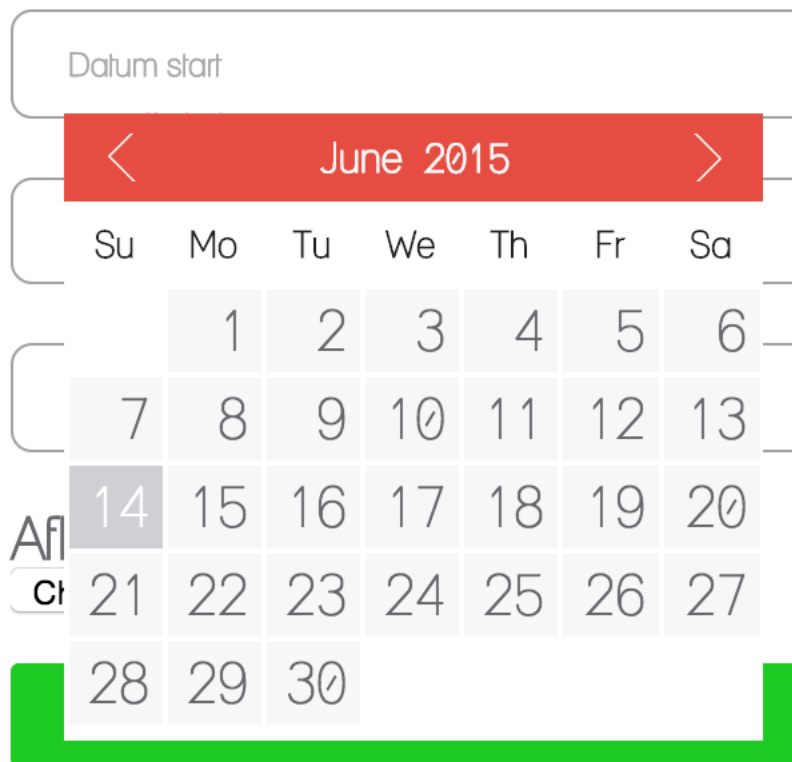 Datum start
June 2015
Su Mo Tu We Th Fr Sa
1 2 3 4 5 6
7 8 9 10 11 12 13
14 15 16 17 18 19 20
Afl
21 22 23 24 25 26 27
Ch
28 29 30